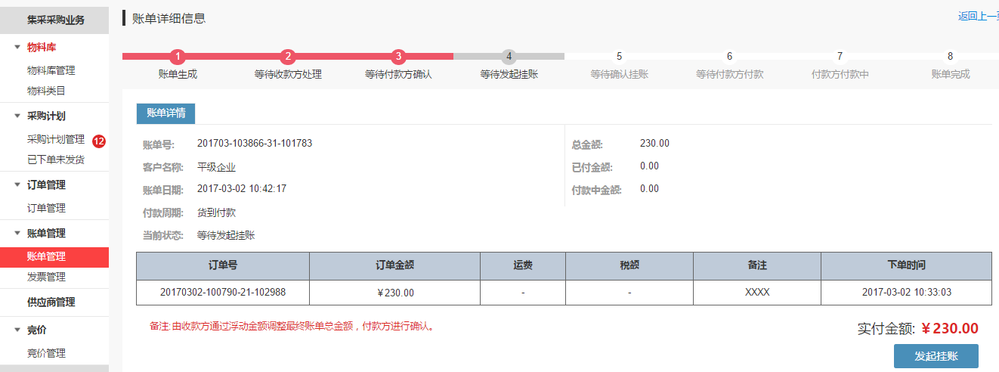 集采采购业务
物料库
物料库管理
物料类目
采购计划
采购计划管理 12
已下单未发货
订单管理
订单管理
账单管理
账单管理
发票管理
供应商管理
竞价
竞价管理
账单详细信息
返回上一
1 2 3 4 5 6 7 8
账单生成 等待收款方处理 等待付款方确认 等待发起挂账 等待确认挂账 等待付款方付款 付款方付款中 账单完成
账单详情
账单号: 201703-103866-31-101783 总金额: 230.00
客户名称: 平级企业 已付金额: 0.00
账单日期: 2017-03-02 10:42:17 付款中金额: 0.00
付款周期: 货到付款
当前状态: 等待发起挂账
订单号 订单金额 运费 税额 备注 下单时间
20170302-100790-21-102988 ￥230.00 - - XXXX 2017-03-02 10:33:03
备注:由收款方通过浮动金额调整最终账单总金额，付款方进行确认。
实付金额: ￥230.00
发起挂账